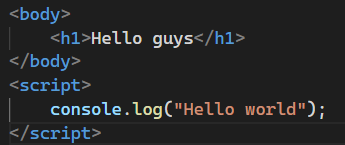 <body>
    <h1>Hello guys</h1>
</body>
<script>
    console.log("Hello world");
</script>